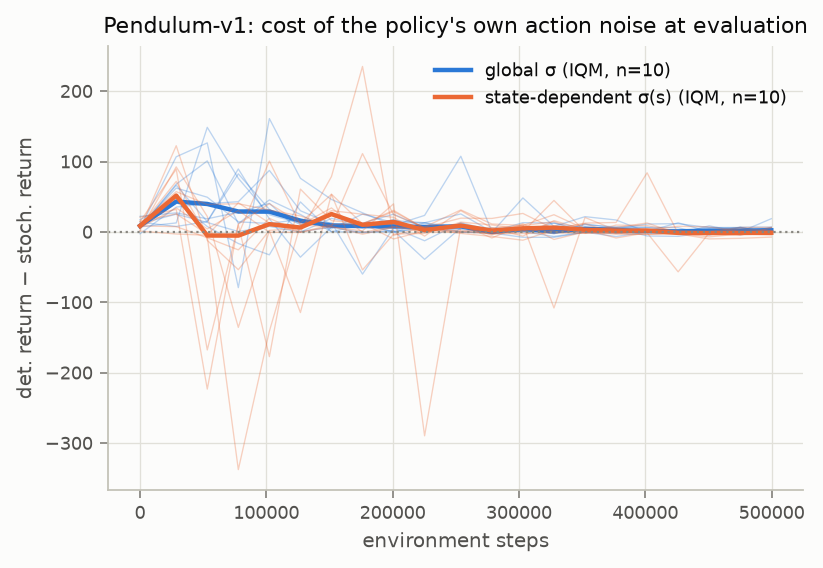 Pendulum-v1: cost of the policy's own action noise at evaluation
global σ (IQM, n=10)
state-dependent σ(s) (IQM, n=10)
det. return − stoch. return
200
100
0
−100
−200
−300
0
100000
200000
300000
400000
500000
environment steps